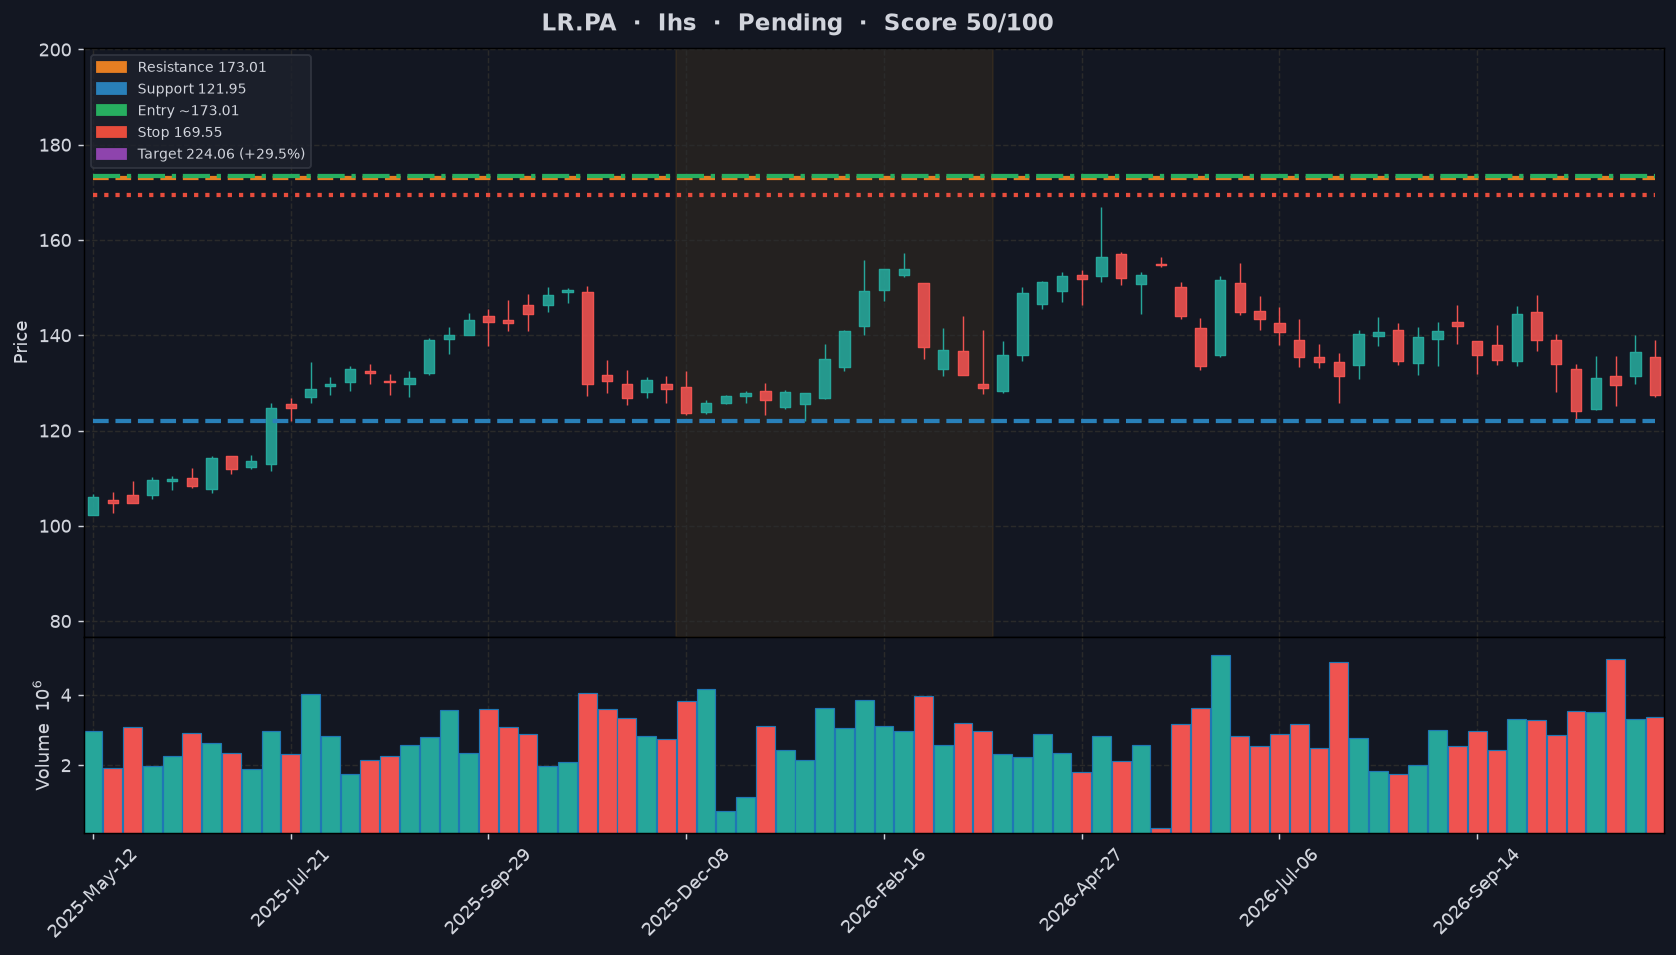 LR.PA · Ihs · Pending · Score 50/100
Resistance 173.01
Support 121.95
Entry ~173.01
Stop 169.55
Target 224.06 (+29.5%)
Price
200
180
160
140
120
100
80
Volume 10⁶
4
2
2025-May-12
2025-Jul-21
2025-Sep-29
2025-Dec-08
2026-Feb-16
2026-Apr-27
2026-Jul-06
2026-Sep-14